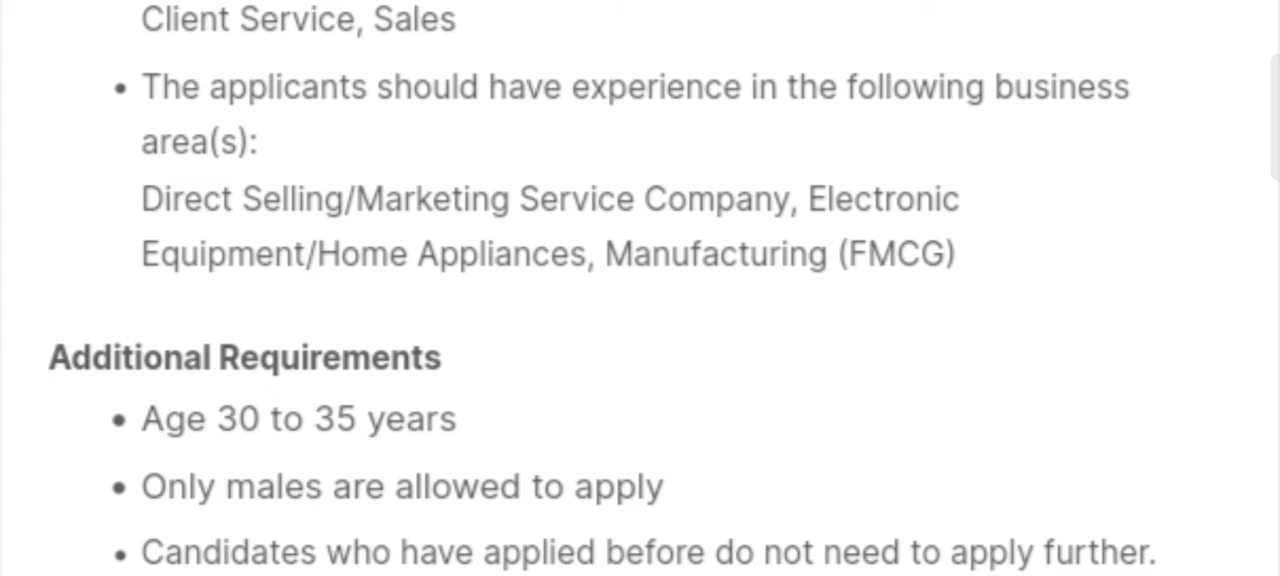 Client Service, Sales
• The applicants should have experience in the following business
area(s):
Direct Selling/Marketing Service Company, Electronic
Equipment/Home Appliances, Manufacturing (FMCG)
Additional Requirements
• Age 30 to 35 years
• Only males are allowed to apply
• Candidates who have applied before do not need to apply further.